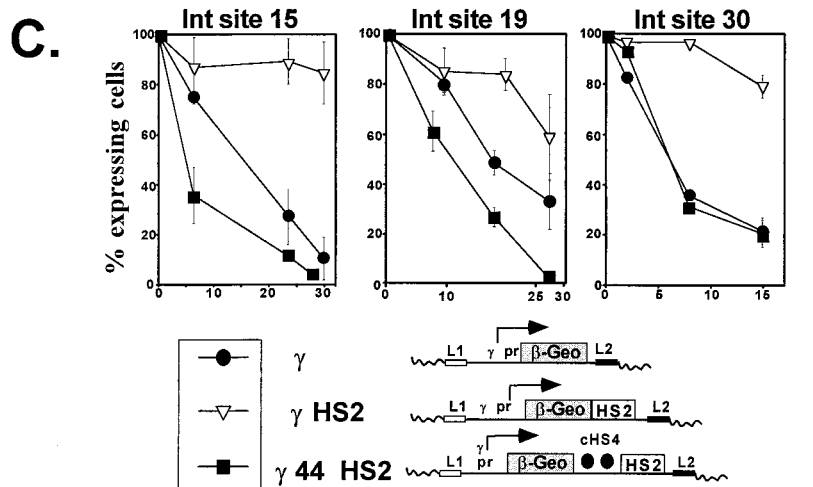 C.
Int site 15 Int site 19 Int site 30
% expressing cells
100 80 60 40 20 0
0 10 20 30
100 80 60 40 20 0
0 10 25 30
100 80 60 40 20 0
0 5 10 15
γ
γ HS2
γ 44 HS2
L1 γ pr β-Geo L2
L1 γ pr β-Geo HS2 L2
cHS4
L1 γ pr β-Geo HS2 L2